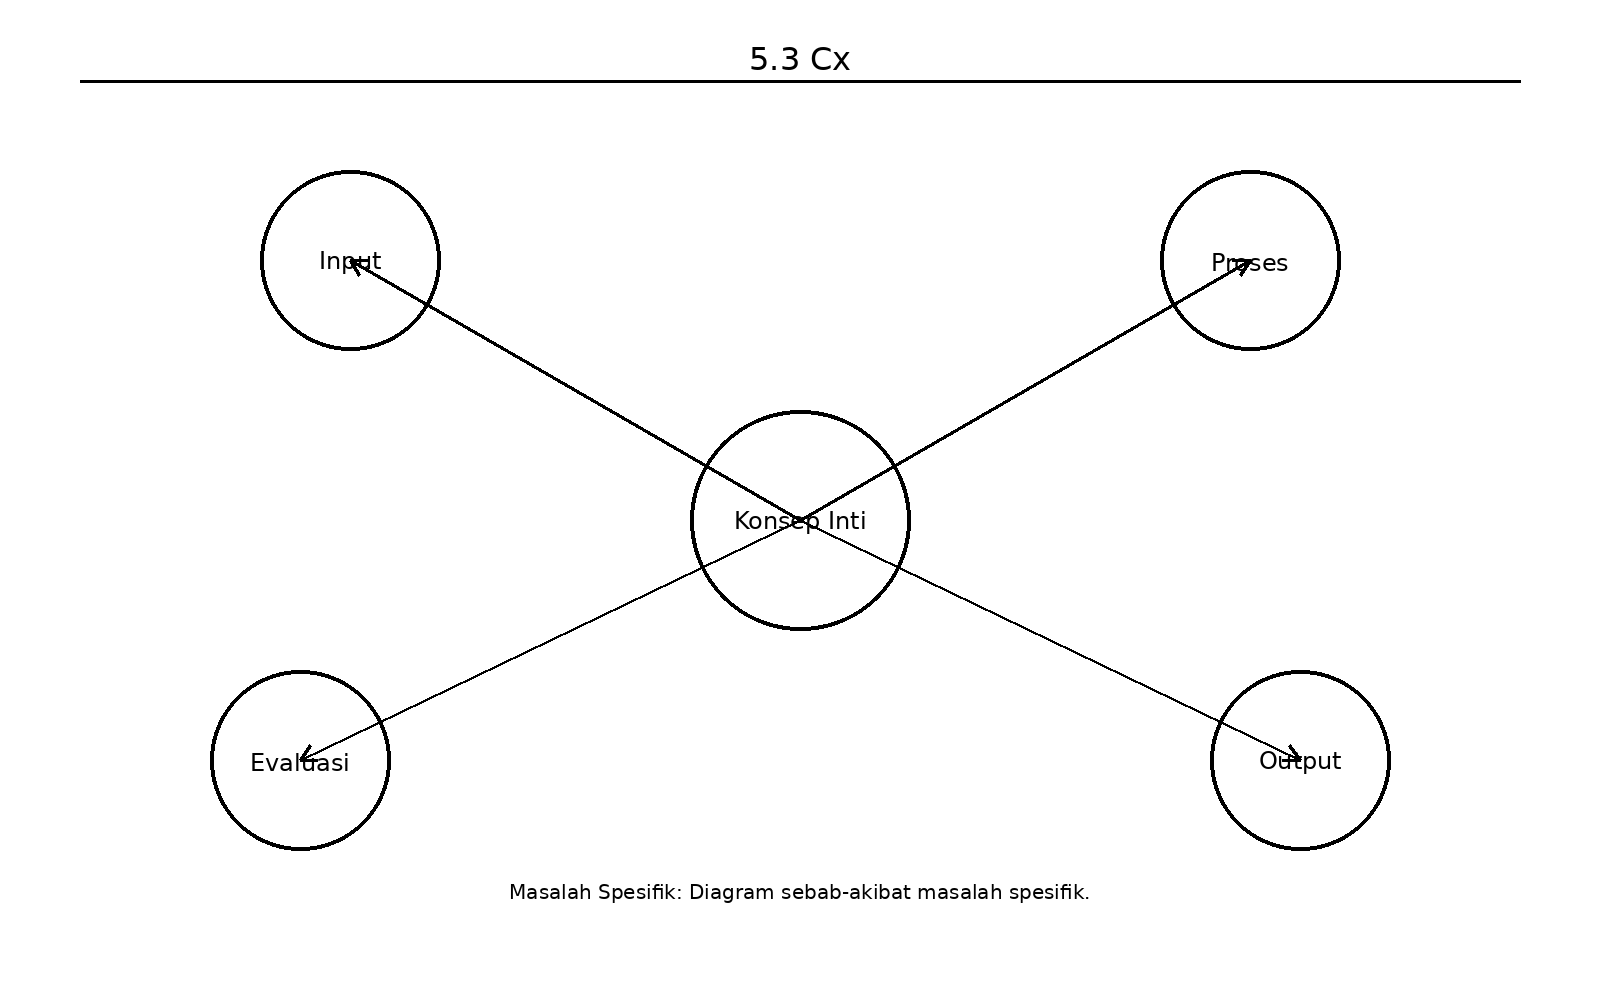 5.3 Cx
Input
Proses
Konsep Inti
Evaluasi
Output
Masalah Spesifik: Diagram sebab-akibat masalah spesifik.